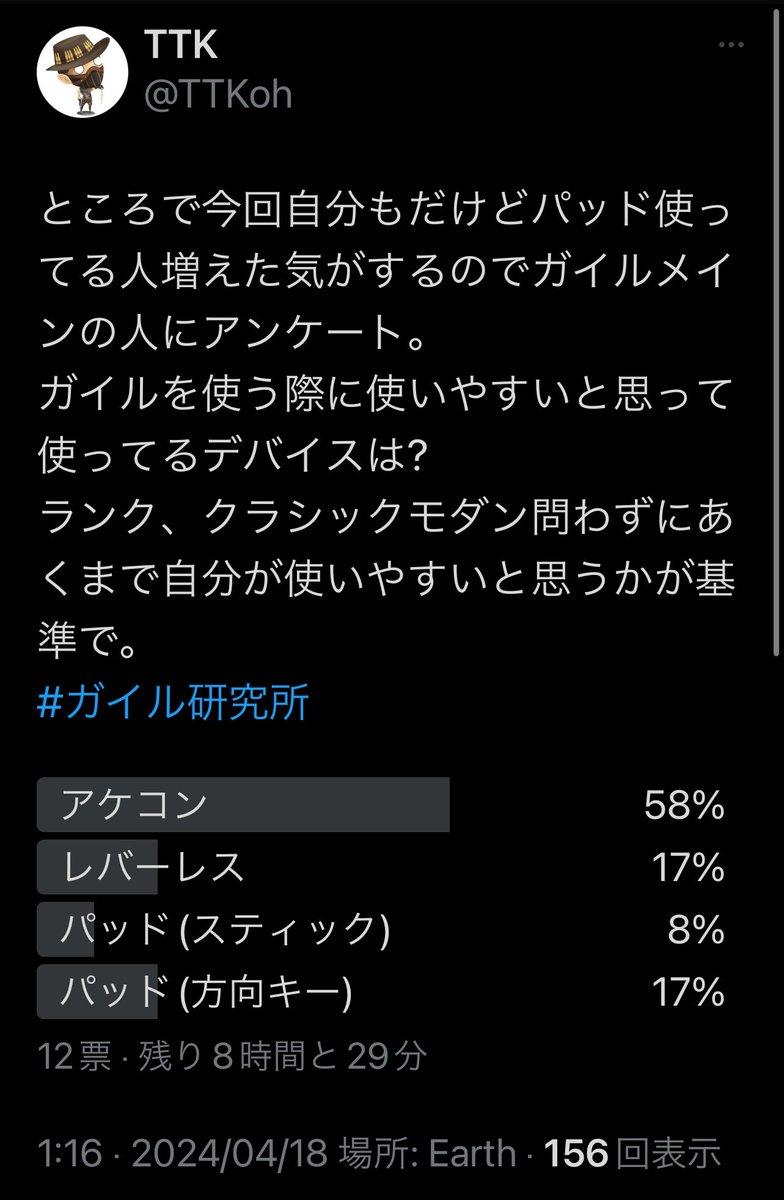 TTK
@TTKoh
ところで今回自分もだけどパッド使っ
てる人増えた気がするのでガイルメイ
ンの人にアンケート。
ガイルを使う際に使いやすいと思って
使ってるデバイスは?
ランク、クラシックモダン問わずにあ
くまで自分が使いやすいと思うかが基
準で。
#ガイル研究所
アケコン 58%
レバーレス 17%
パッド(スティック) 8%
パッド(方向キー) 17%
12票・残り8時間と29分
1:16・2024/04/18 場所: Earth・156回表示